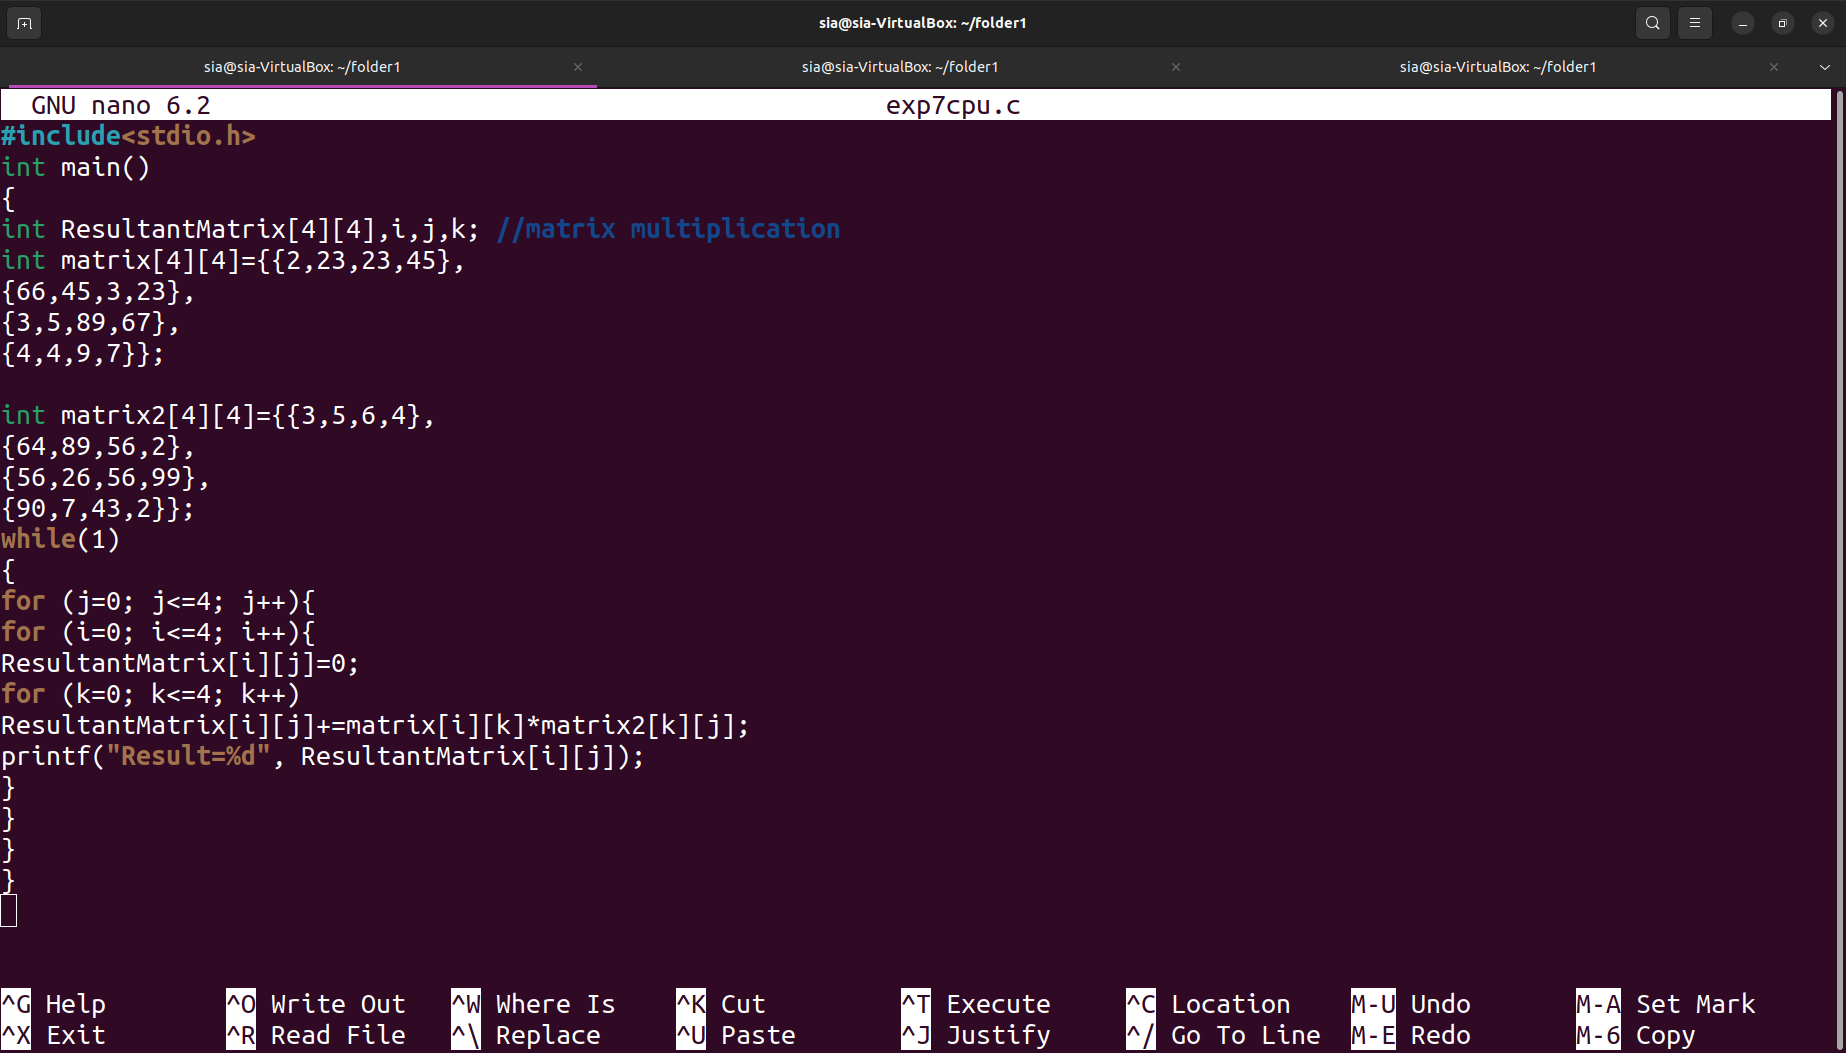 sia@sia-VirtualBox: ~/folder1
sia@sia-VirtualBox: ~/folder1 sia@sia-VirtualBox: ~/folder1 sia@sia-VirtualBox: ~/folder1
GNU nano 6.2 exp7cpu.c
#include<stdio.h>
int main()
{
int ResultantMatrix[4][4],i,j,k; //matrix multiplication
int matrix[4][4]={{2,23,23,45},
{66,45,3,23},
{3,5,89,67},
{4,4,9,7}};
int matrix2[4][4]={{3,5,6,4},
{64,89,56,2},
{56,26,56,99},
{90,7,43,2}};
while(1)
{
for (j=0; j<=4; j++){
for (i=0; i<=4; i++){
ResultantMatrix[i][j]=0;
for (k=0; k<=4; k++)
ResultantMatrix[i][j]+=matrix[i][k]*matrix2[k][j];
printf("Result=%d", ResultantMatrix[i][j]);
}
}
}
}
^G Help ^O Write Out ^W Where Is ^K Cut ^T Execute ^C Location M-U Undo M-A Set Mark
^X Exit ^R Read File ^\ Replace ^U Paste ^J Justify ^/ Go To Line M-E Redo M-6 Copy